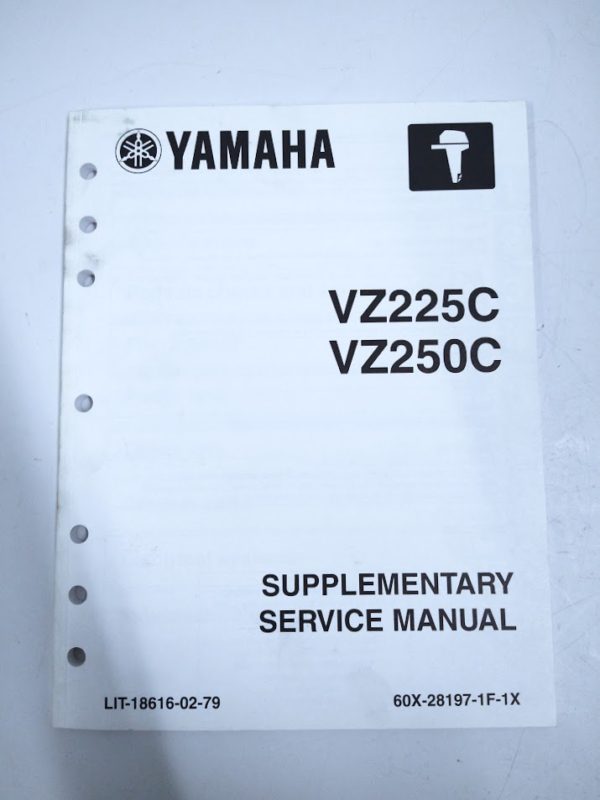 YAMAHA
VZ225C
VZ250C
SUPPLEMENTARY
SERVICE MANUAL
LIT-18616-02-79
60X-28197-1F-1X